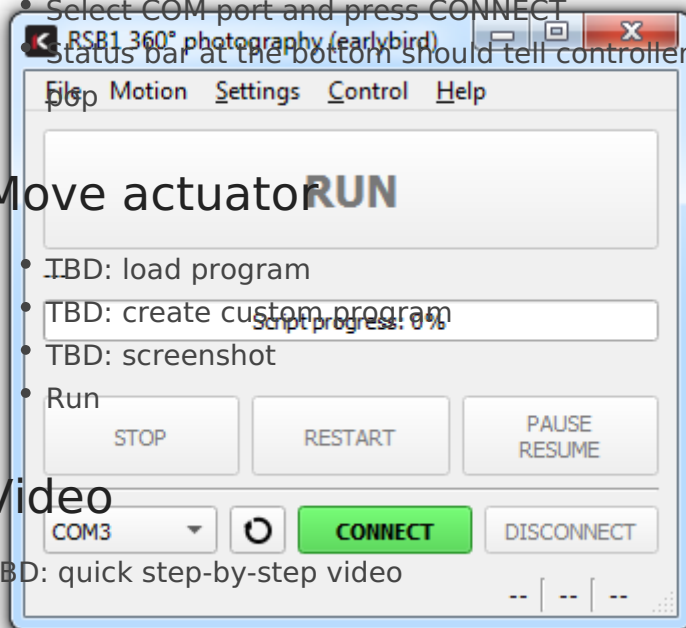 Select COM port and press CONNECT
RSB1 360° photography (earlybird)
Status bar at the bottom should tell controller
pop
File Motion Settings Control Help
RUN
Move actuator
---
TBD: load program
TBD: create custom program
Script progress: 0%
TBD: screenshot
Run
STOP RESTART PAUSE
RESUME
Video
COM3 CONNECT DISCONNECT
BD: quick step-by-step video
-- -- --